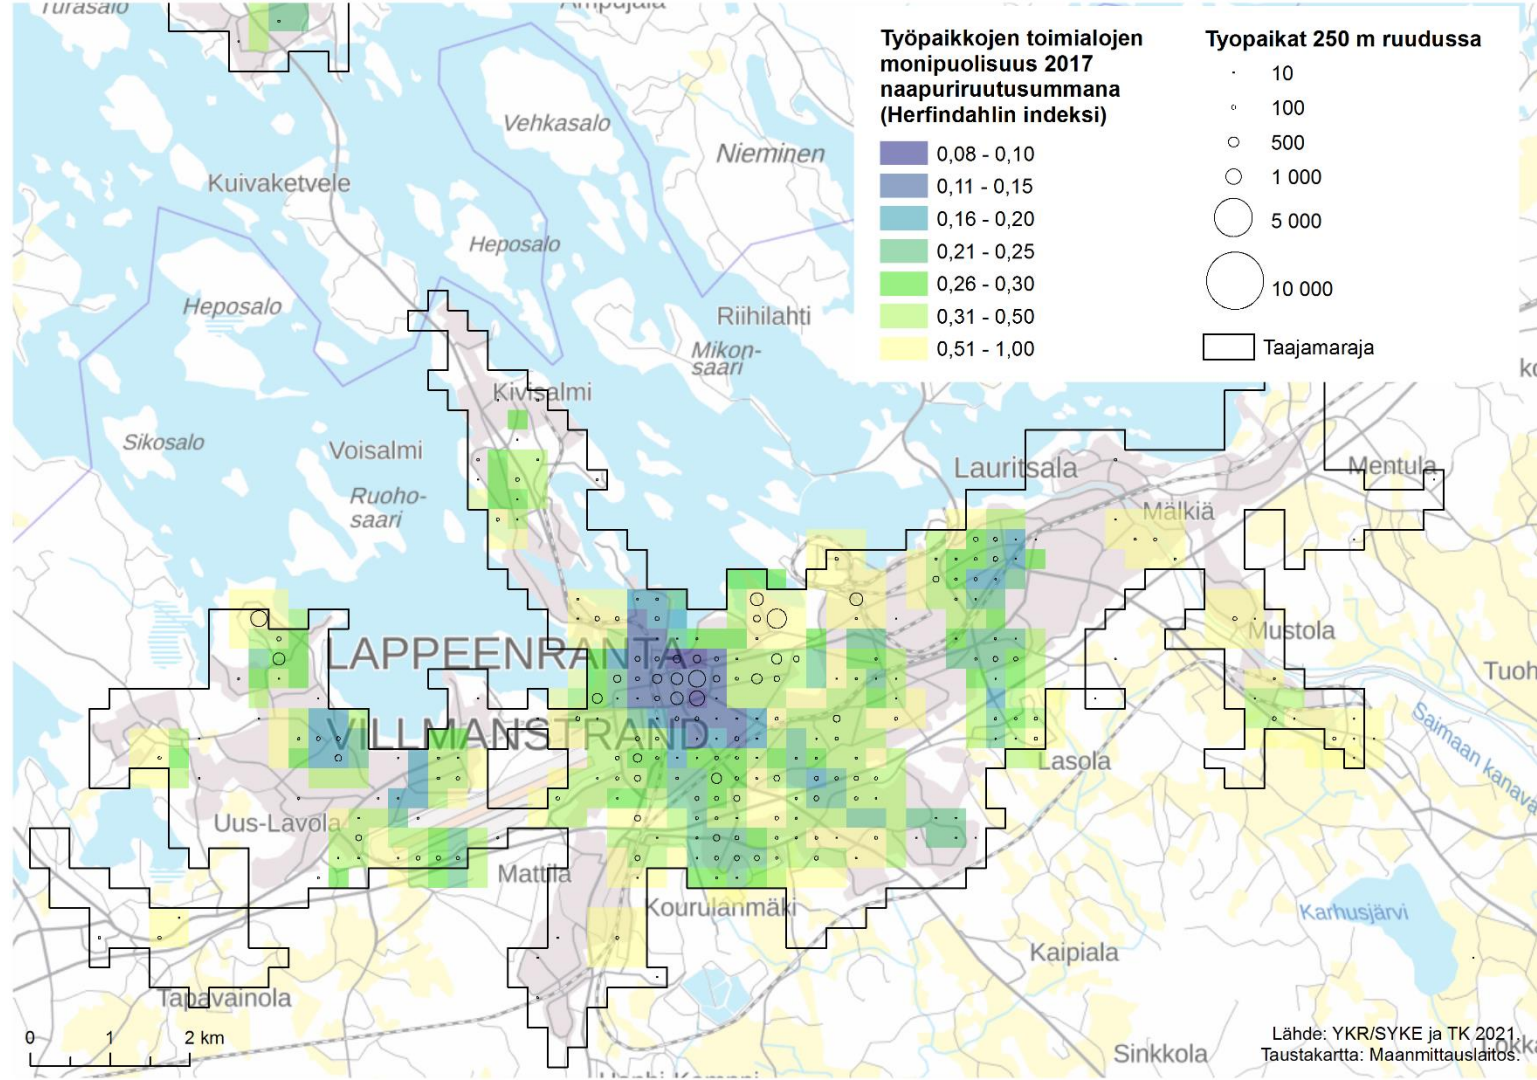 Turasalo
Ampujala
Työpaikkojen toimialojen
monipuolisuus 2017
naapuriruutusummana
(Herfindahlin indeksi)
0,08 - 0,10
0,11 - 0,15
0,16 - 0,20
0,21 - 0,25
0,26 - 0,30
0,31 - 0,50
0,51 - 1,00
Tyopaikat 250 m ruudussa
10
100
500
1 000
5 000
10 000
Taajamaraja
Vehkasalo
Nieminen
Kuivaketvele
Heposalo
Heposalo
Riihilahti
Mikon-
saari
Kivisalmi
Sikosalo
Voisalmi
Ruoho-
saari
Lauritsala
Mentula
Mälkiä
LAPPEENRANTA
VILLMANSTRAND
Mustola
Tuoh
Saimaan kanava
Lasola
Uus-Lavola
Mattila
Kourulanmäki
Karhusjärvi
Kaipiala
Tapavainola
0 1 2 km
Sinkkola
Lähde: YKR/SYKE ja TK 2021.
Taustakartta: Maanmittauslaitos.